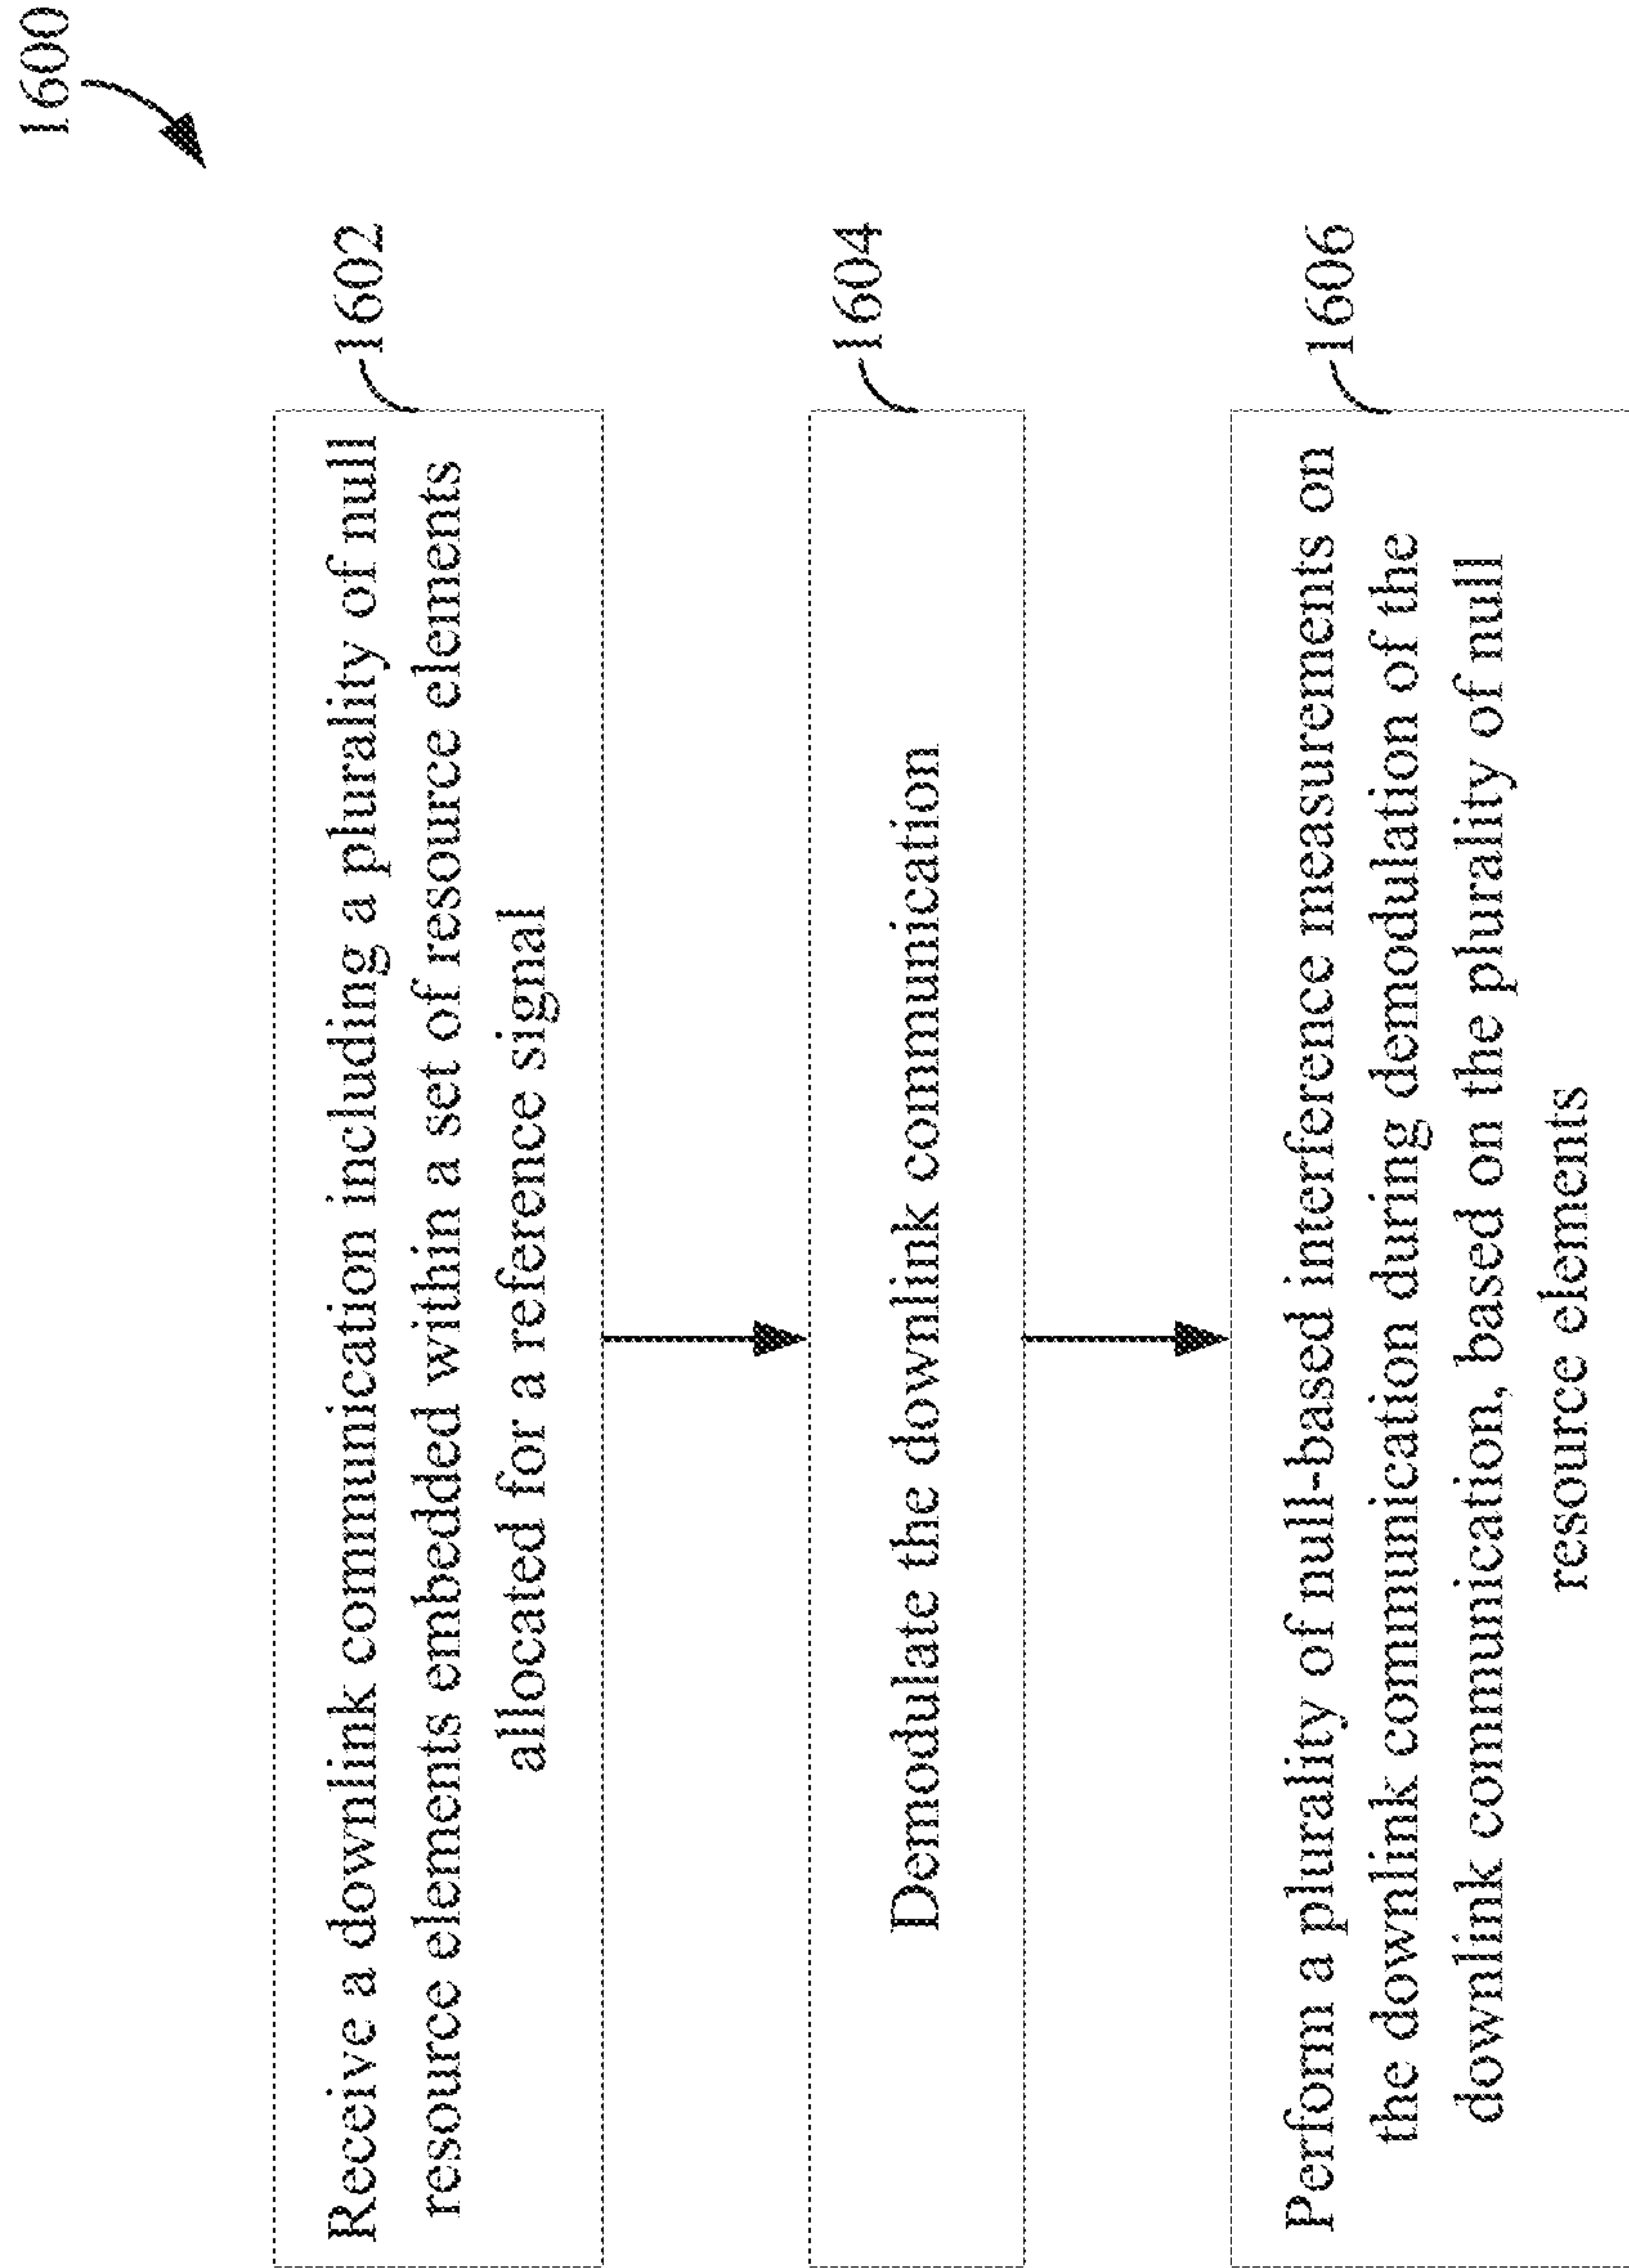 1600
Receive a downlink communication including a plurality of null
resource elements embedded within a set of resource elements
allocated for a reference signal
1602
Demodulate the downlink communication
1604
Perform a plurality of null-based interference measurements on
the downlink communication during demodulation of the
downlink communication, based on the plurality of null
resource elements
1606